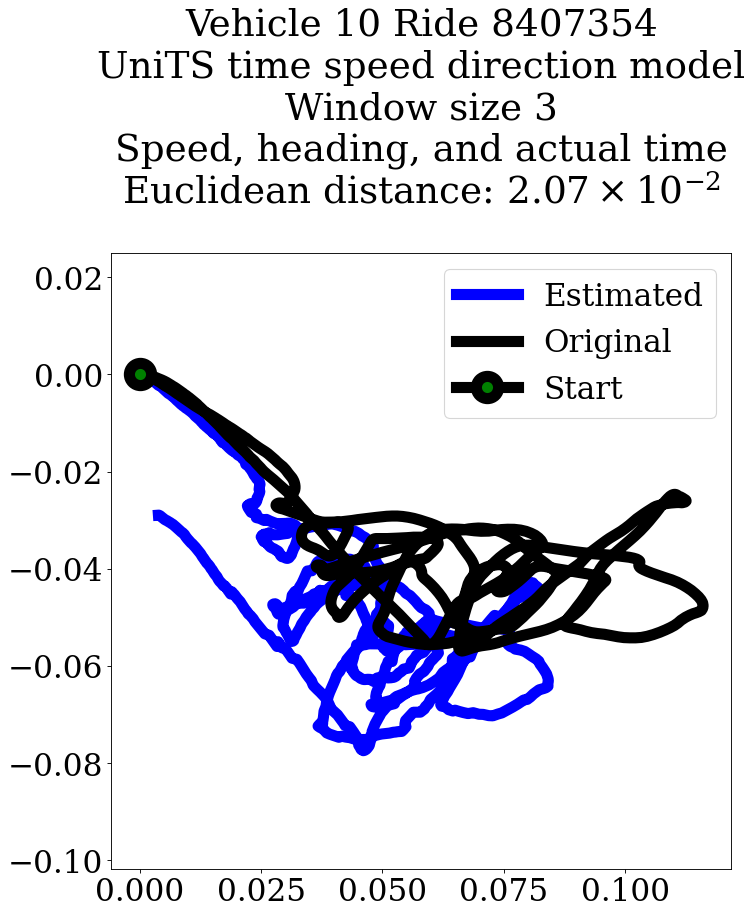 Vehicle 10 Ride 8407354
UniTS time speed direction model
Window size 3
Speed, heading, and actual time
Euclidean distance: 2.07 × 10⁻²
Estimated
Original
Start
0.02
0.00
−0.02
−0.04
−0.06
−0.08
−0.10
0.000 0.025 0.050 0.075 0.100